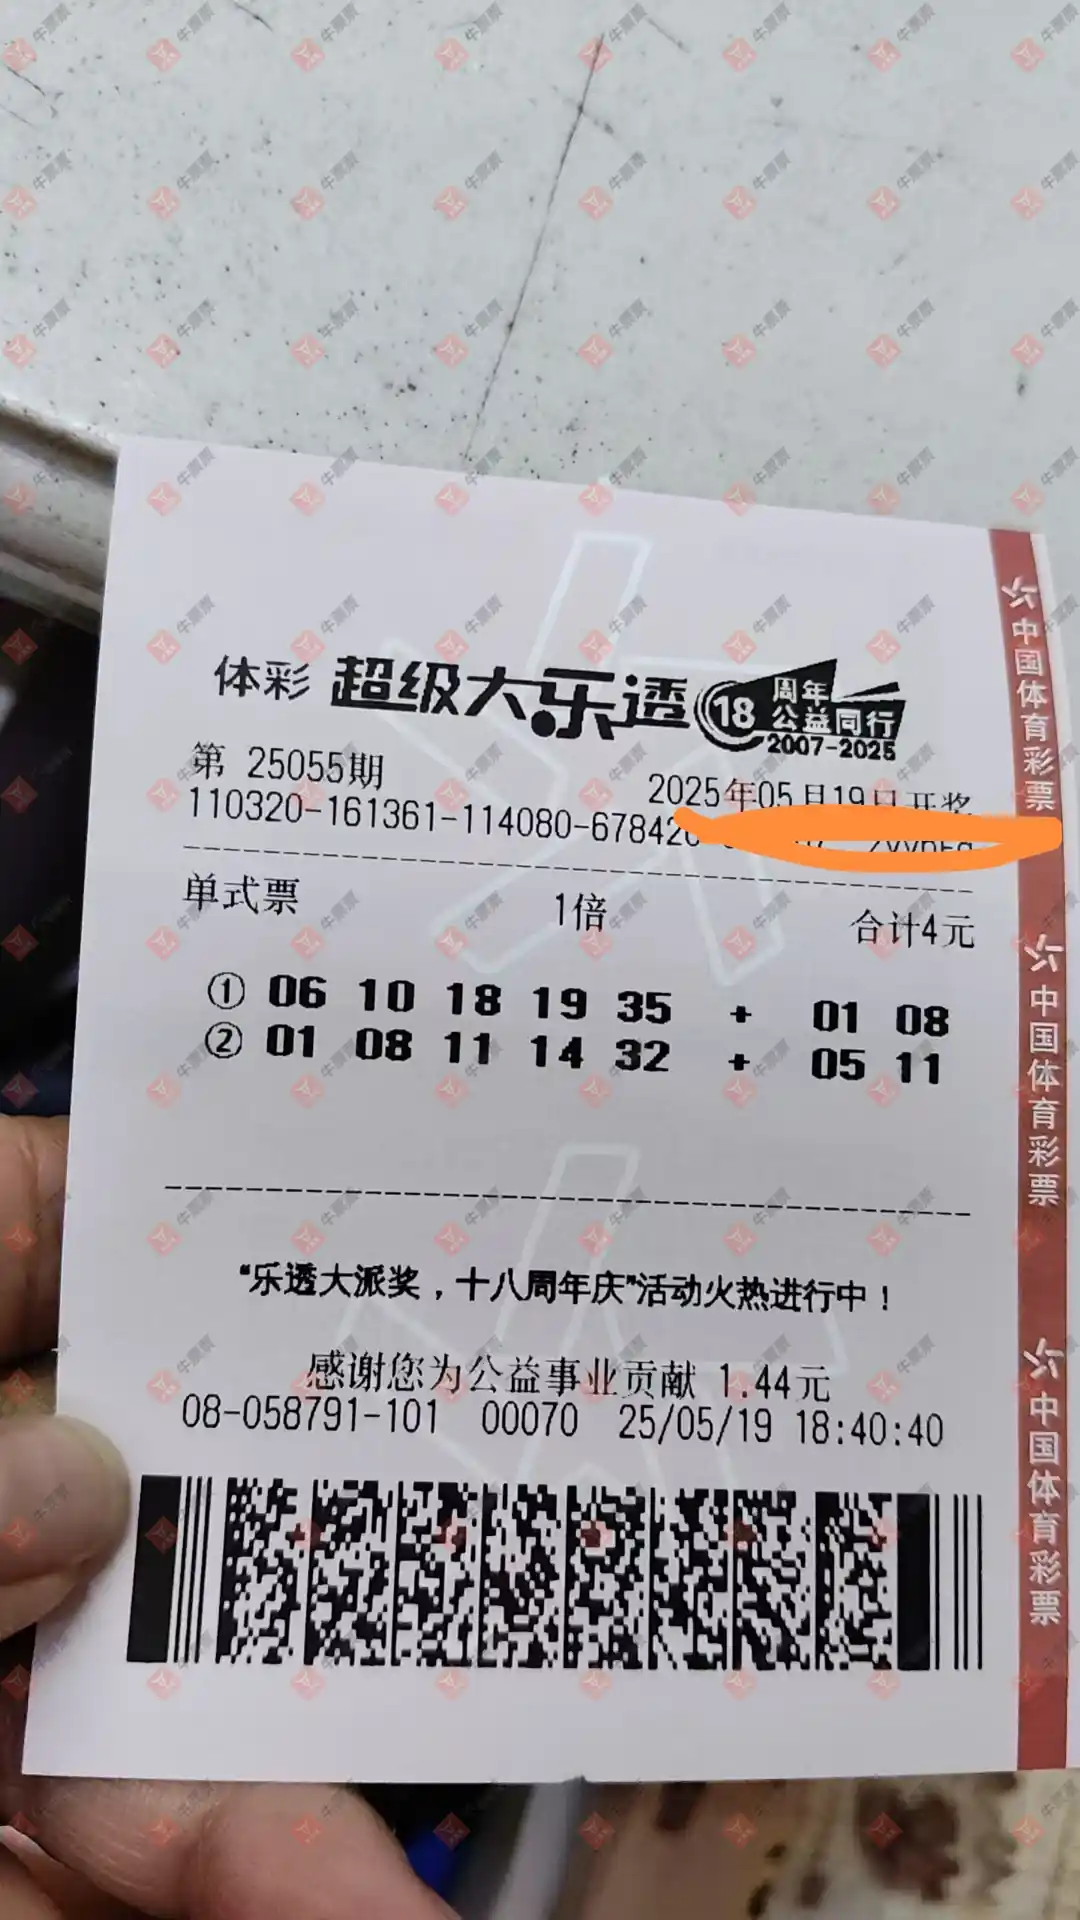 体彩 超级大乐透 18 周年 公益同行 2007-2025
第 25055期
2025年05月19日开奖
110320-161361-114080-67842
单式票 1倍 合计4元
① 06 10 18 19 35 + 01 08
② 01 08 11 14 32 + 05 11
“乐透大派奖，十八周年庆”活动火热进行中！
感谢您为公益事业贡献 1.44元
08-058791-101 00070 25/05/19 18:40:40
中国体育彩票
中国体育彩票
中国体育彩票
牛票票